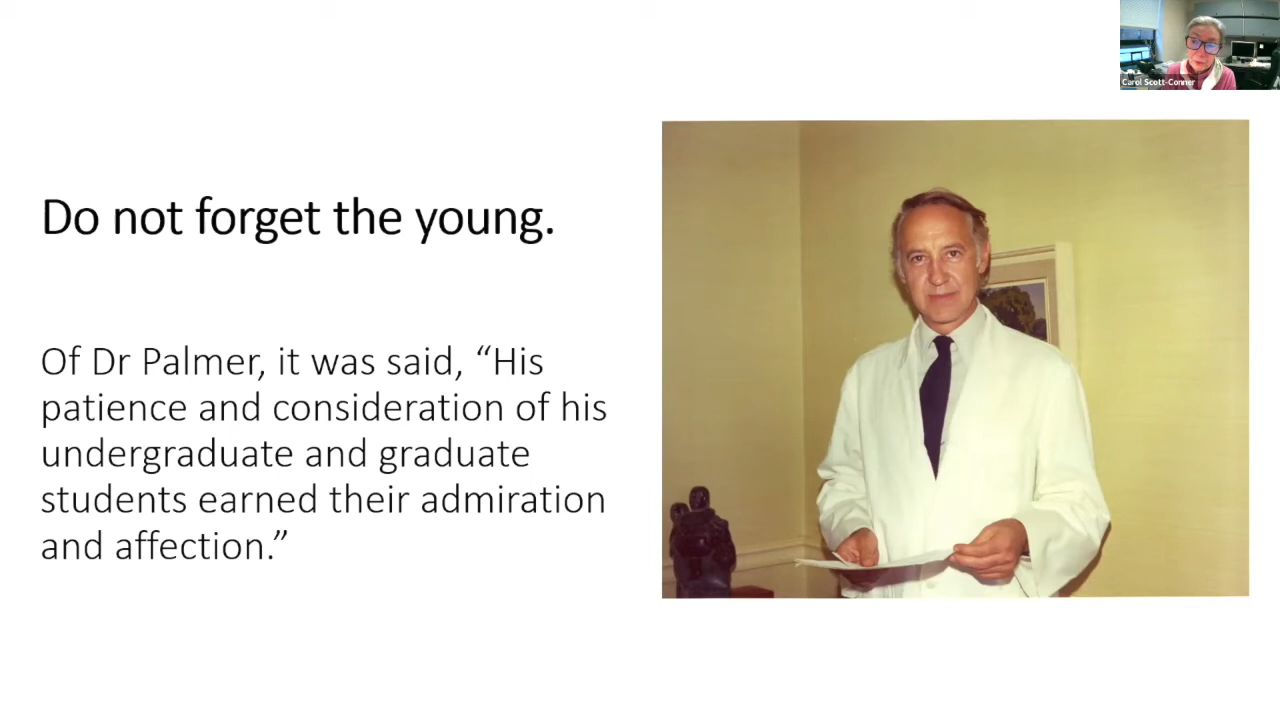 Carol Scott-Conner
Do not forget the young.
Of Dr Palmer, it was said, “His
patience and consideration of his
undergraduate and graduate
students earned their admiration
and affection.”